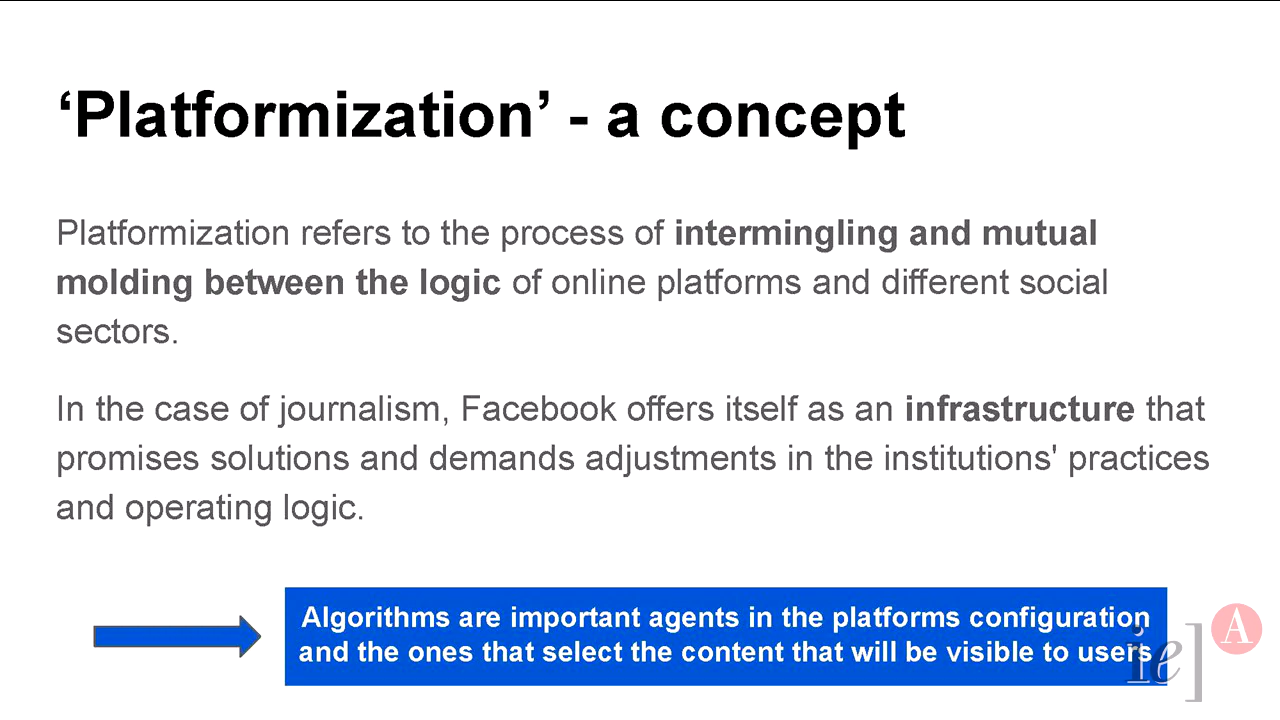 ‘Platformization’ - a concept
Platformization refers to the process of intermingling and mutual
molding between the logic of online platforms and different social
sectors.
In the case of journalism, Facebook offers itself as an infrastructure that
promises solutions and demands adjustments in the institutions' practices
and operating logic.
Algorithms are important agents in the platforms configuration
and the ones that select the content that will be visible to users
ie]
A